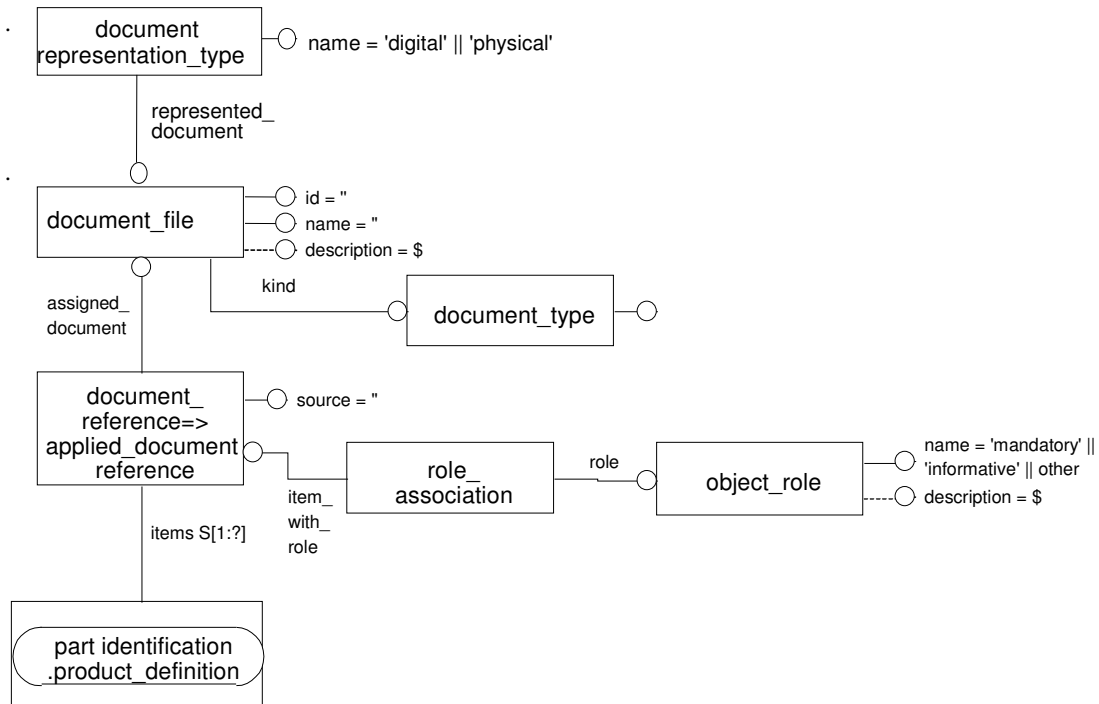 document
representation_type
name = 'digital' || 'physical'
represented_
document
document_file
id = ''
name = ''
description = $
kind
document_type
assigned_
document
document_
reference=>
applied_document
reference
source = ''
item_
with_
role
role_
association
role
object_role
name = 'mandatory' ||
'informative' || other
description = $
items S[1:?]
part identification
.product_definition